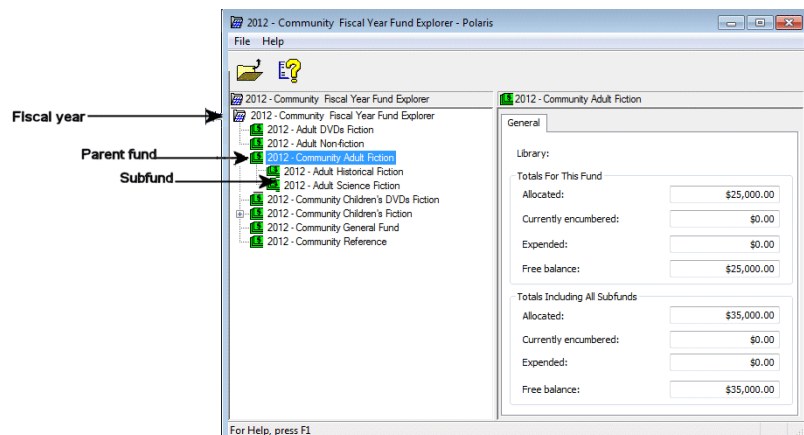 2012 - Community Fiscal Year Fund Explorer - Polaris
File Help
2012 - Community Fiscal Year Fund Explorer
2012 - Community Adult Fiction
Fiscal year
2012 - Community Fiscal Year Fund Explorer
2012 - Adult DVDs Fiction
2012 - Adult Non-fiction
Parent fund
2012 - Community Adult Fiction
2012 - Adult Historical Fiction
Subfund
2012 - Adult Science Fiction
2012 - Community Children's DVDs Fiction
2012 - Community Children's Fiction
2012 - Community General Fund
2012 - Community Reference
General
Library:
Totals For This Fund
Allocated: $25,000.00
Currently encumbered: $0.00
Expended: $0.00
Free balance: $25,000.00
Totals Including All Subfunds
Allocated: $35,000.00
Currently encumbered: $0.00
Expended: $0.00
Free balance: $35,000.00
For Help, press F1